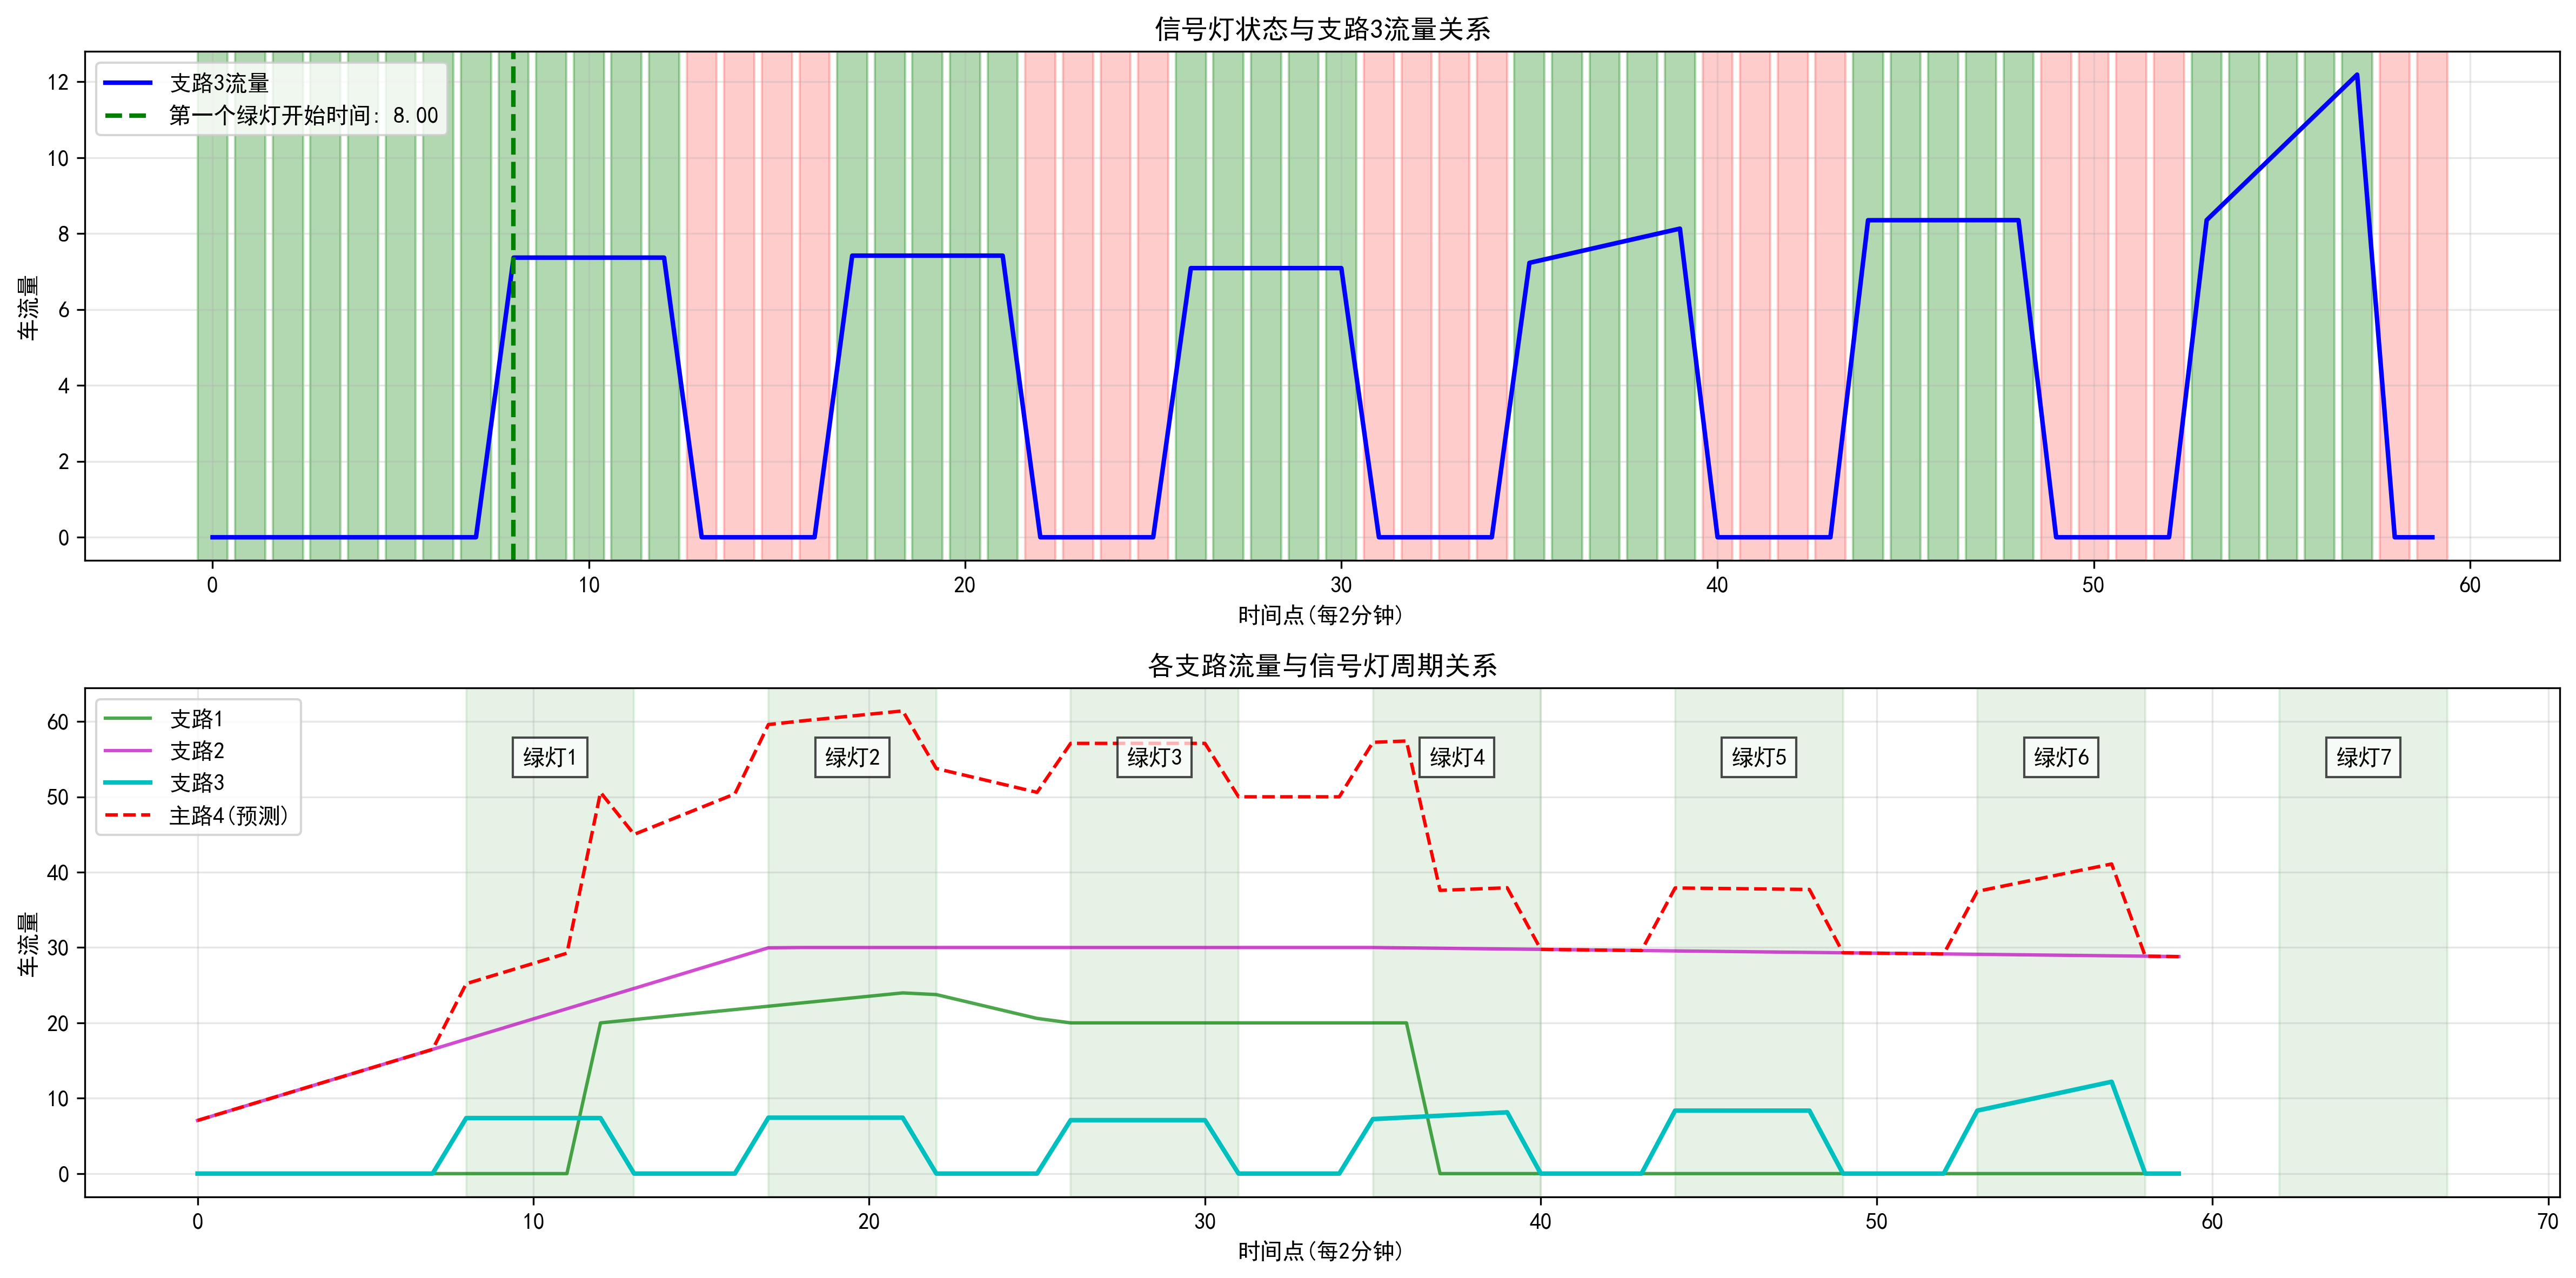 信号灯状态与支路3流量关系
支路3流量
第一个绿灯开始时间: 8.00
车流量
12
10
8
6
4
2
0
0 10 20 30 40 50 60
时间点(每2分钟)
各支路流量与信号灯周期关系
支路1
支路2
支路3
主路4(预测)
绿灯1 绿灯2 绿灯3 绿灯4 绿灯5 绿灯6 绿灯7
车流量
60
50
40
30
20
10
0
0 10 20 30 40 50 60 70
时间点(每2分钟)